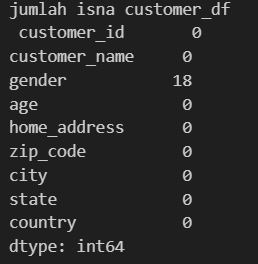 jumlah isna customer_df
 customer_id      0
customer_name     0
gender           18
age               0
home_address      0
zip_code          0
city              0
state             0
country           0
dtype: int64